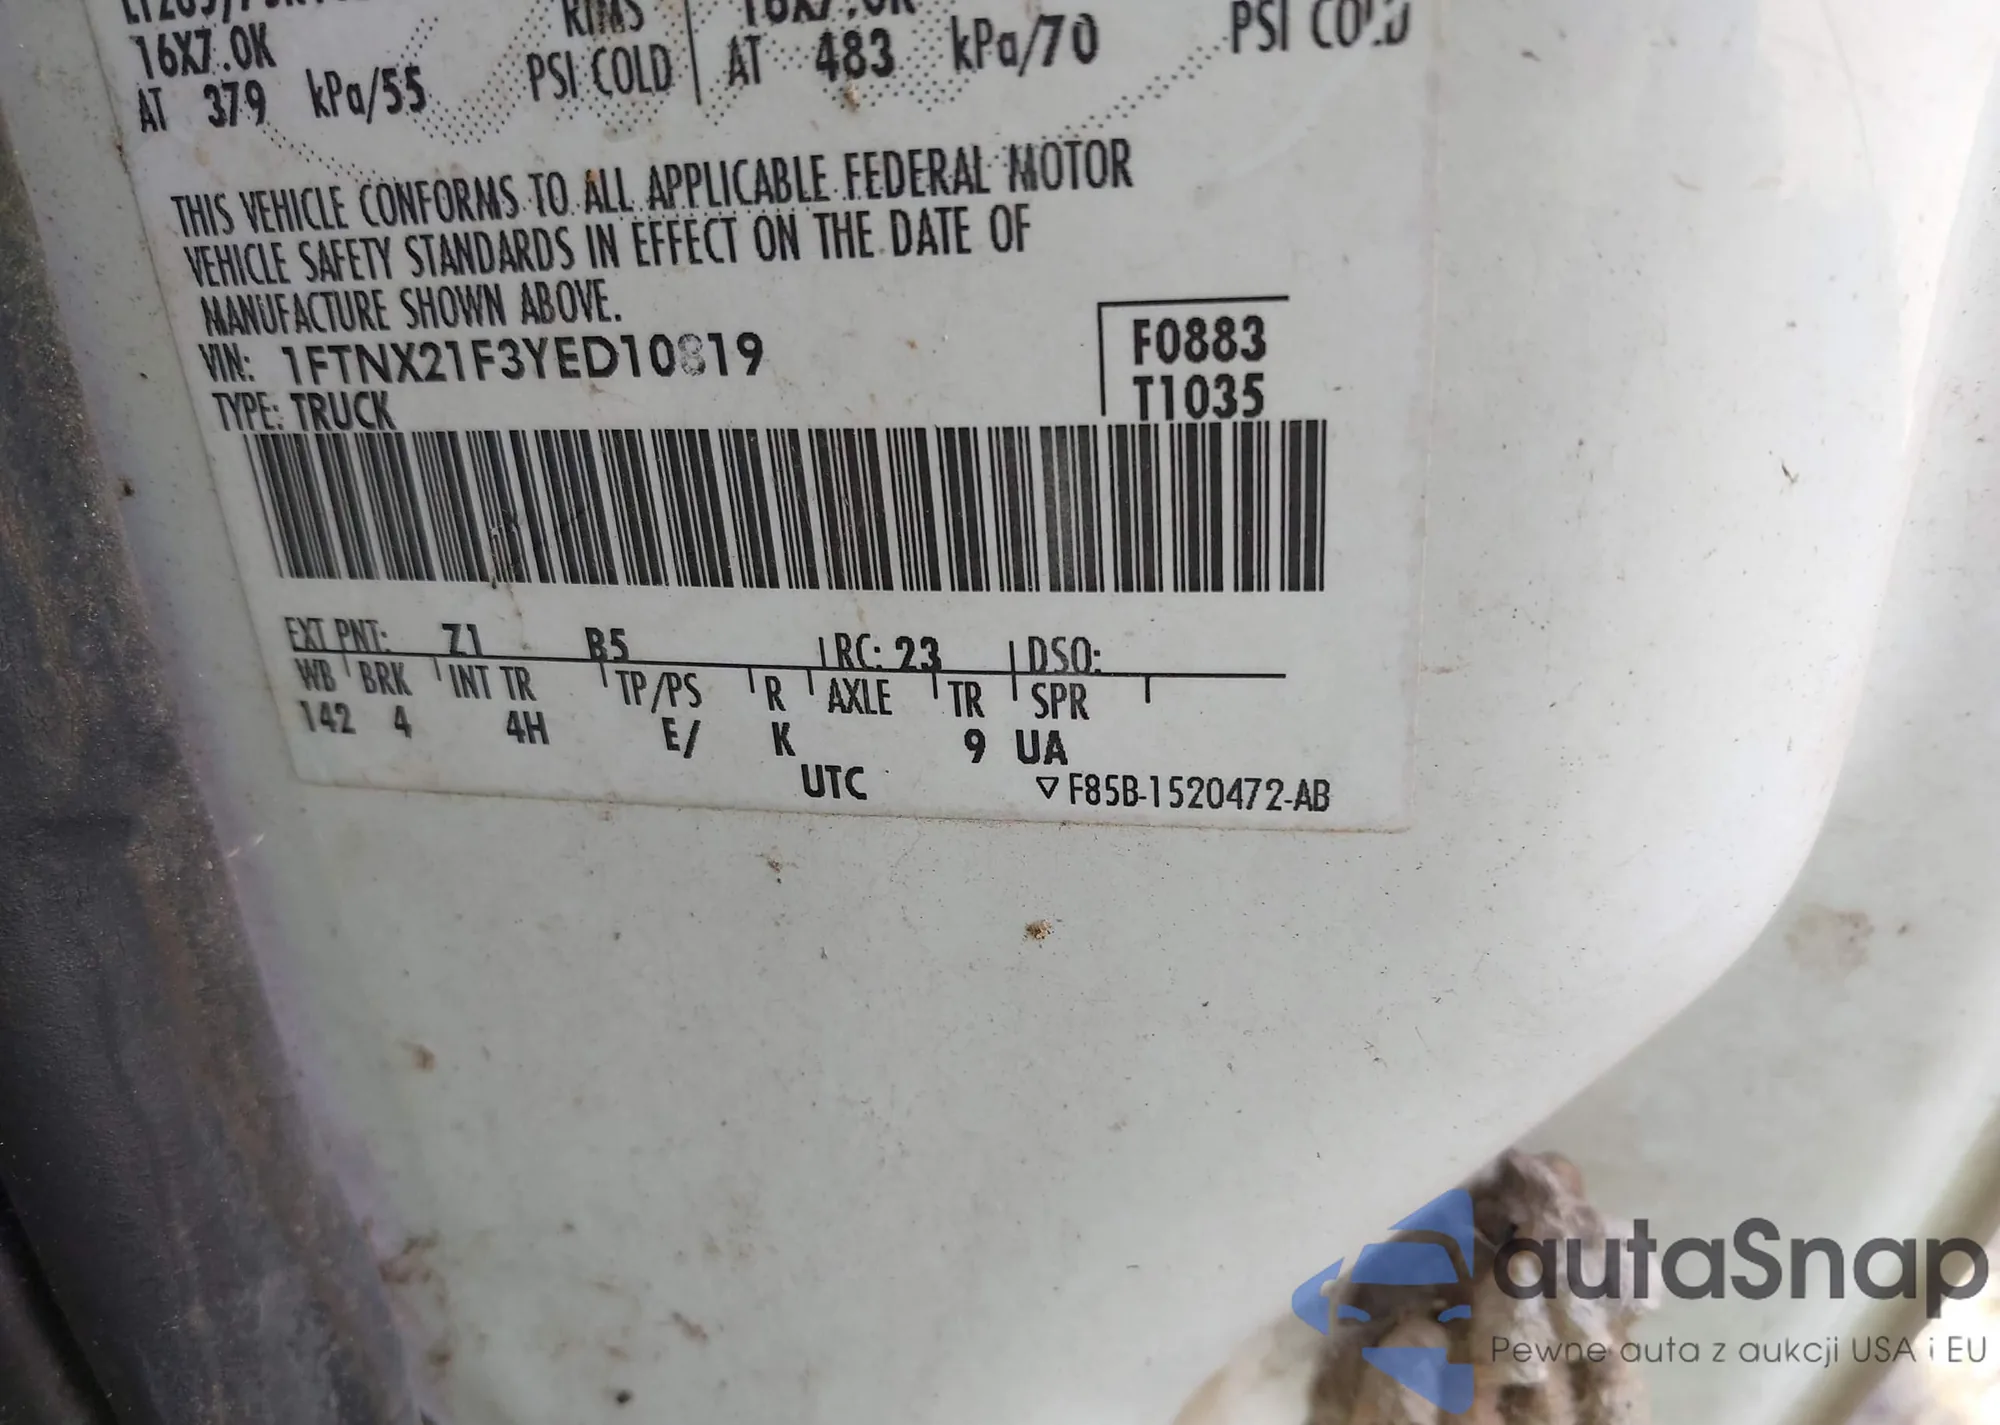 16X7.0K RIMS
AT 379 kPa/55 PSI COLD AT 483 kPa/70 PSI COLD
THIS VEHICLE CONFORMS TO ALL APPLICABLE FEDERAL MOTOR
VEHICLE SAFETY STANDARDS IN EFFECT ON THE DATE OF
MANUFACTURE SHOWN ABOVE.
VIN: 1FTNX21F3YED10819
F0883
TYPE: TRUCK
T1035
EXT PNT: Z1 B5 RC: 23 DSO:
WB BRK INT TR TP/PS R AXLE TR SPR
142 4 4H E/ K 9 UA
UTC ▽ F85B-1520472-AB
autaSnap
Pewne auta z aukcji USA i EU